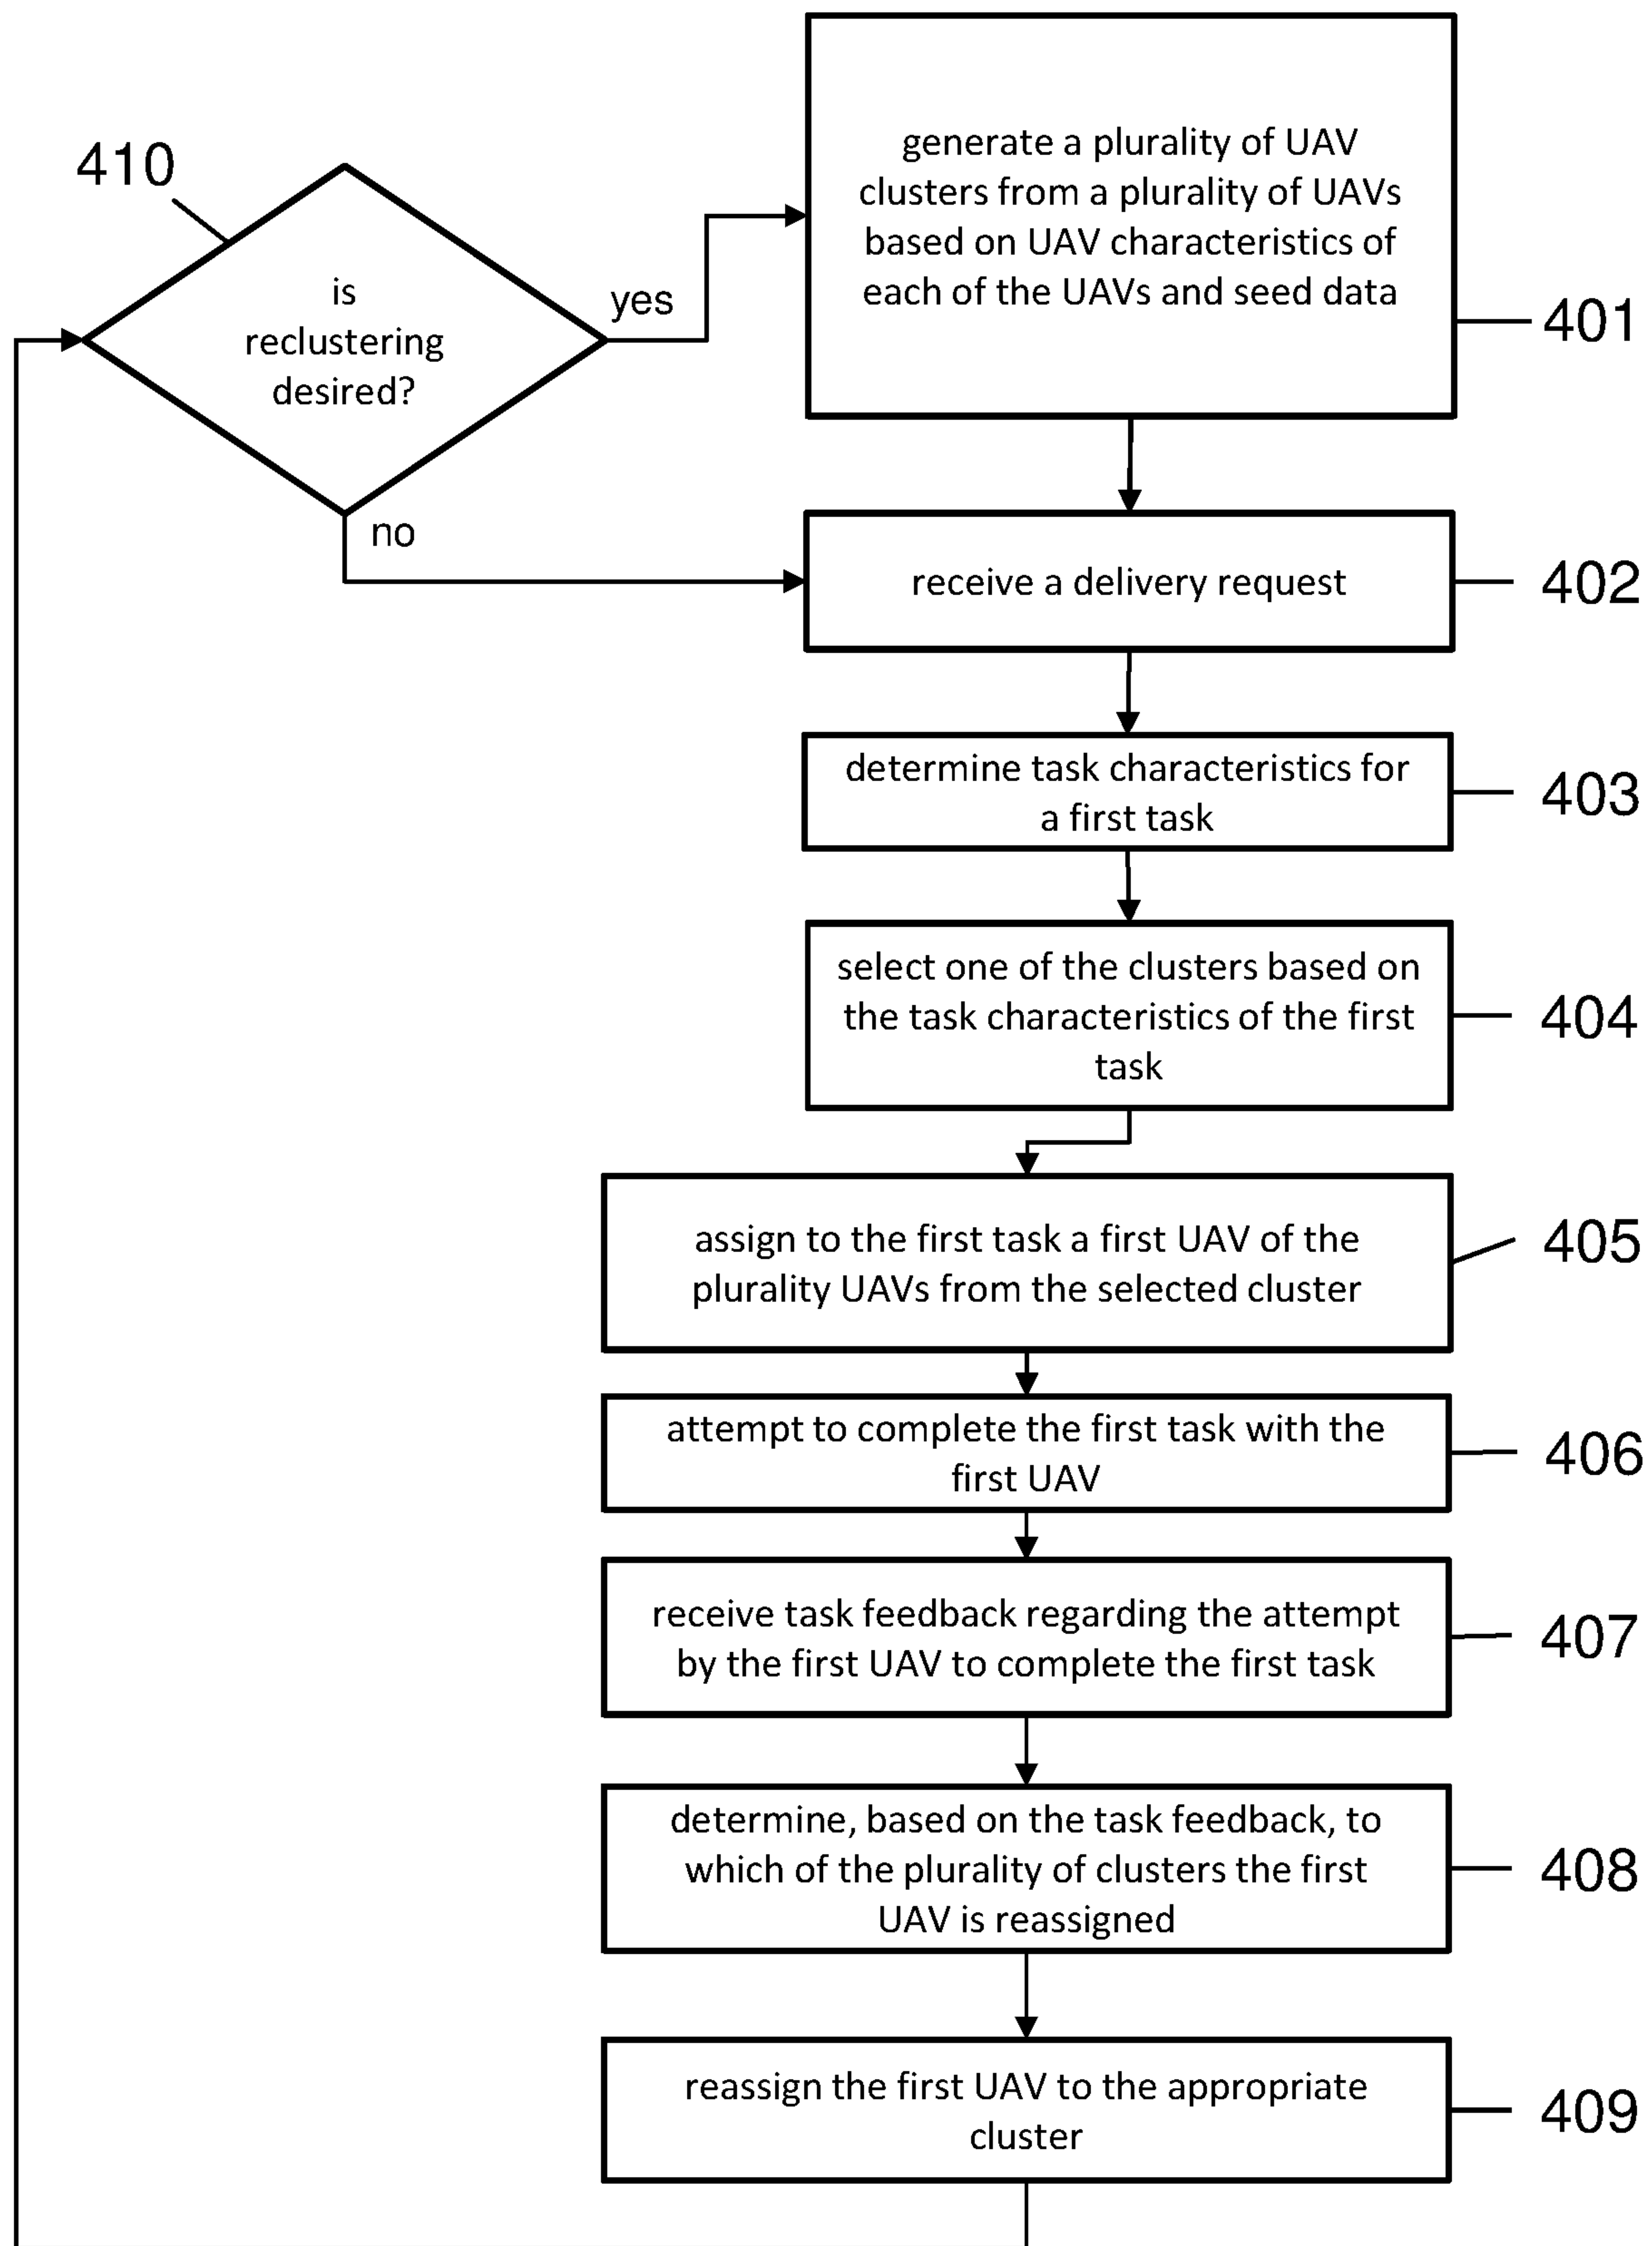 410
is
reclustering
desired?
yes
no
generate a plurality of UAV
clusters from a plurality of UAVs
based on UAV characteristics of
each of the UAVs and seed data
401
receive a delivery request
402
determine task characteristics for
a first task
403
select one of the clusters based on
the task characteristics of the first
task
404
assign to the first task a first UAV of the
plurality UAVs from the selected cluster
405
attempt to complete the first task with the
first UAV
406
receive task feedback regarding the attempt
by the first UAV to complete the first task
407
determine, based on the task feedback, to
which of the plurality of clusters the first
UAV is reassigned
408
reassign the first UAV to the appropriate
cluster
409